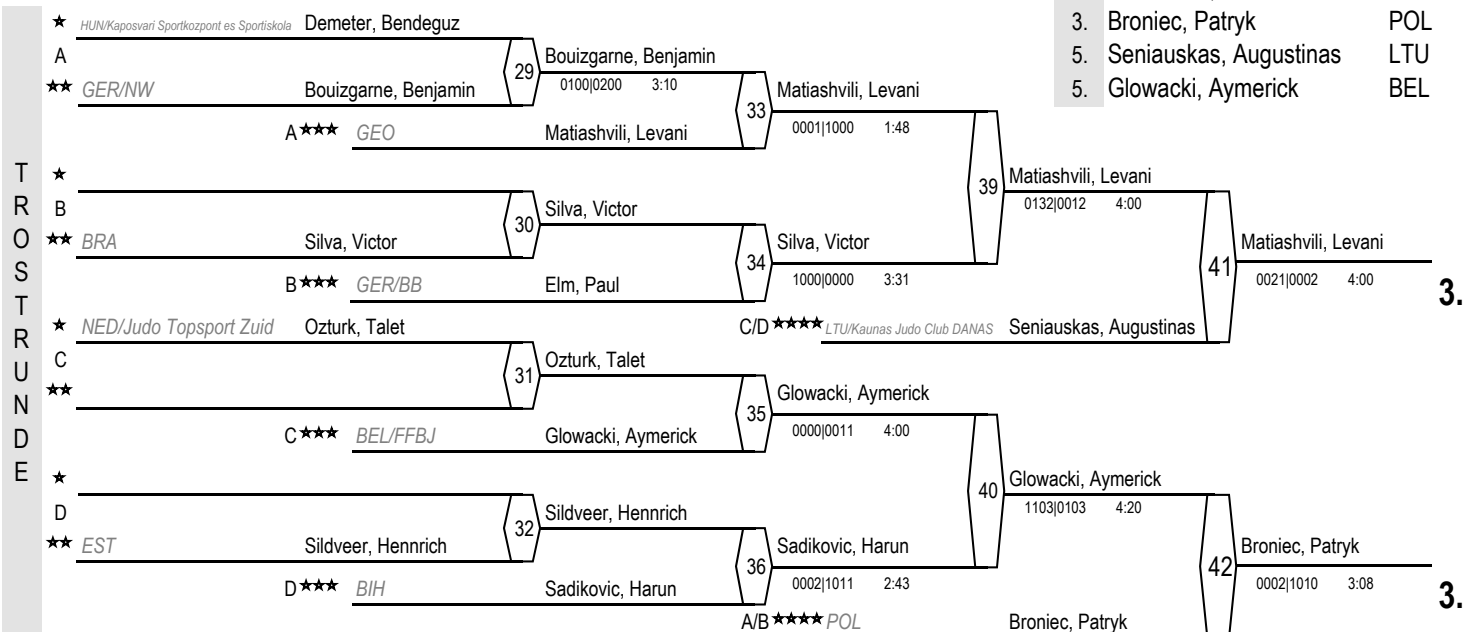 3. Broniec, Patryk POL
5. Seniauskas, Augustinas LTU
5. Glowacki, Aymerick BEL
TROSTRUNDE
HUN/Kaposvari Sportkozpont es Sportiskola Demeter, Bendeguz
A
29 Bouizgarne, Benjamin
0100|0200 3:10
GER/NW Bouizgarne, Benjamin
33 Matiashvili, Levani
0001|1000 1:48
A GEO Matiashvili, Levani
39 Matiashvili, Levani
0132|0012 4:00
B
30 Silva, Victor
BRA Silva, Victor
34 Silva, Victor
1000|0000 3:31
B GER/BB Elm, Paul
41 Matiashvili, Levani
0021|0002 4:00
3.
C/D LTU/Kaunas Judo Club DANAS Seniauskas, Augustinas
NED/Judo Topsport Zuid Ozturk, Talet
C
31 Ozturk, Talet
35 Glowacki, Aymerick
0000|0011 4:00
C BEL/FFBJ Glowacki, Aymerick
40 Glowacki, Aymerick
1103|0103 4:20
D
32 Sildveer, Hennrich
EST Sildveer, Hennrich
36 Sadikovic, Harun
0002|1011 2:43
D BIH Sadikovic, Harun
42 Broniec, Patryk
0002|1010 3:08
3.
A/B POL Broniec, Patryk